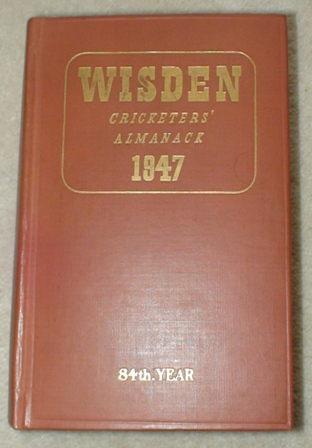 WISDEN
CRICKETERS'
ALMANACK
1947
84th. YEAR